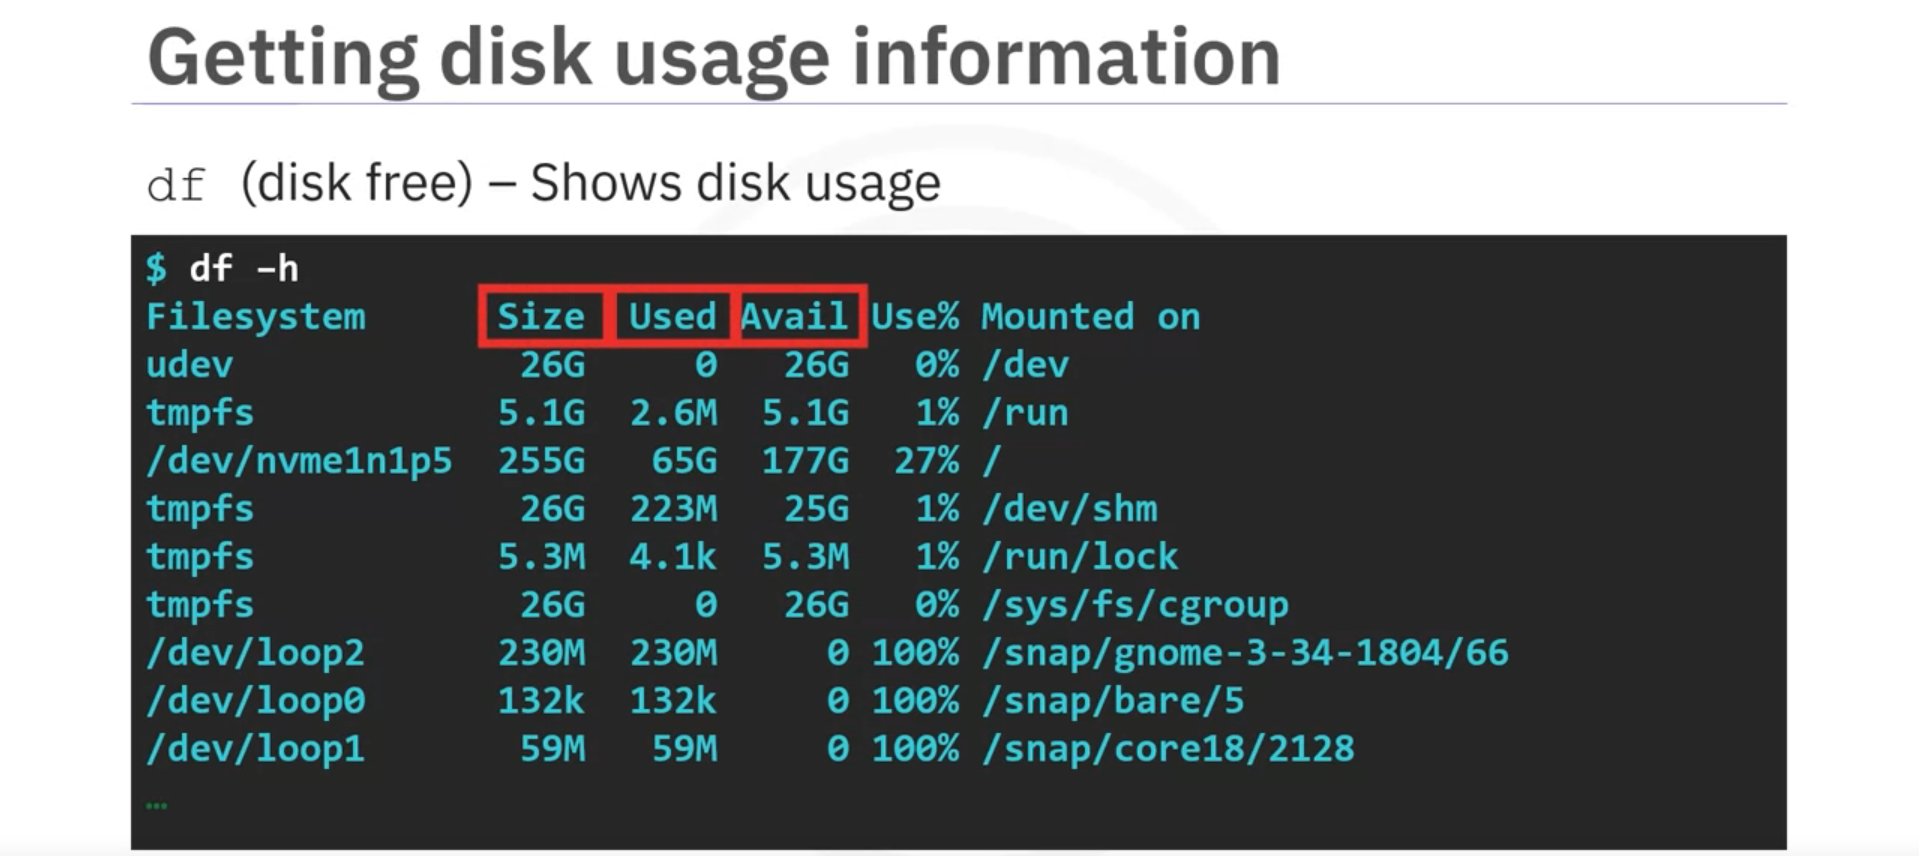 Getting disk usage information
df (disk free) – Shows disk usage
$ df –h
Filesystem Size Used Avail Use% Mounted on
udev 26G 0 26G 0% /dev
tmpfs 5.1G 2.6M 5.1G 1% /run
/dev/nvme1n1p5 255G 65G 177G 27% /
tmpfs 26G 223M 25G 1% /dev/shm
tmpfs 5.3M 4.1k 5.3M 1% /run/lock
tmpfs 26G 0 26G 0% /sys/fs/cgroup
/dev/loop2 230M 230M 0 100% /snap/gnome-3-34-1804/66
/dev/loop0 132k 132k 0 100% /snap/bare/5
/dev/loop1 59M 59M 0 100% /snap/core18/2128
…